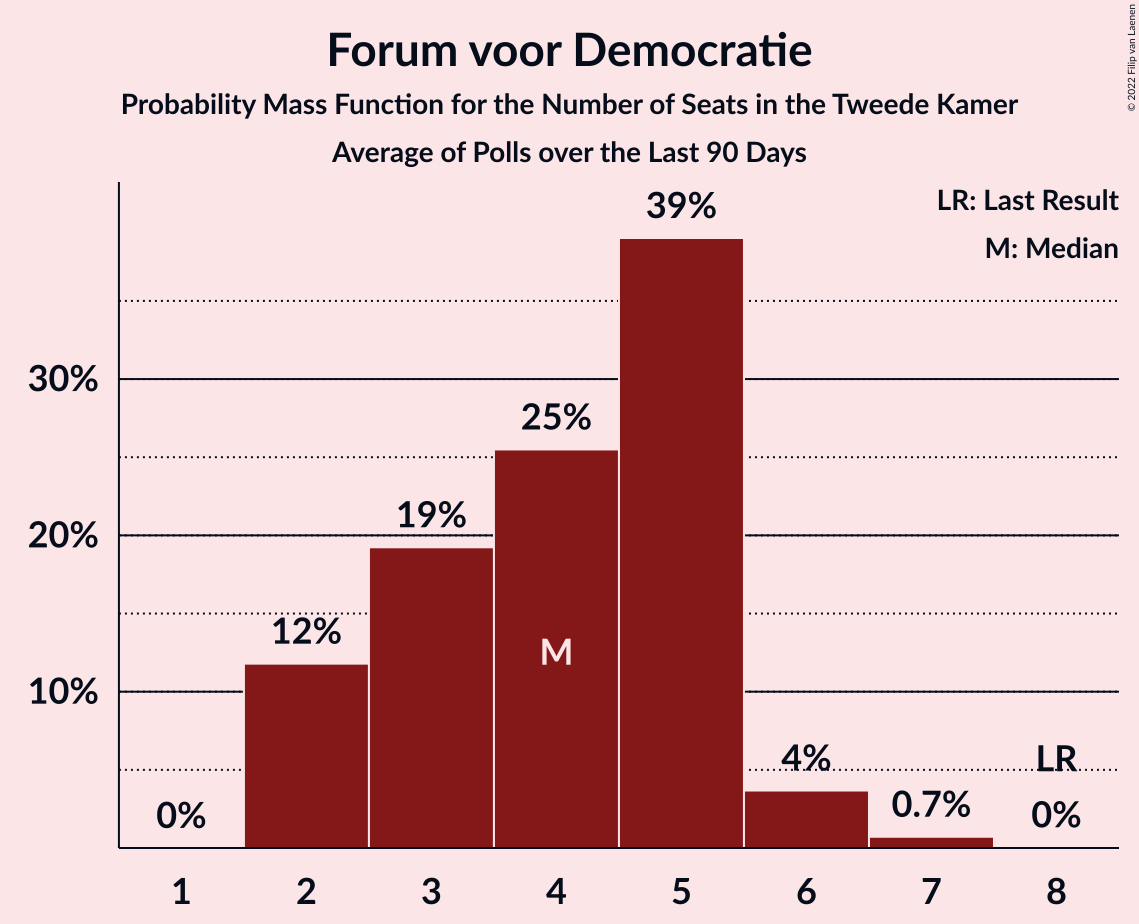 Forum voor Democratie
Probability Mass Function for the Number of Seats in the Tweede Kamer
Average of Polls over the Last 90 Days
© 2022 Filip van Laenen
LR: Last Result
M: Median
39%
30%
25%
20%
19%
12%
M
10%
4%
LR
0%
0.7%
0%
1 2 3 4 5 6 7 8